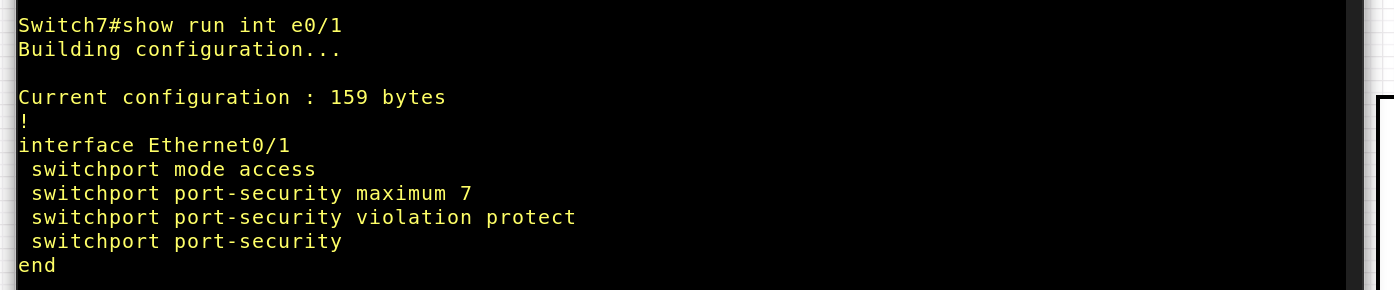 Switch7#show run int e0/1
Building configuration...
Current configuration : 159 bytes
!
interface Ethernet0/1
 switchport mode access
 switchport port-security maximum 7
 switchport port-security violation protect
 switchport port-security
end